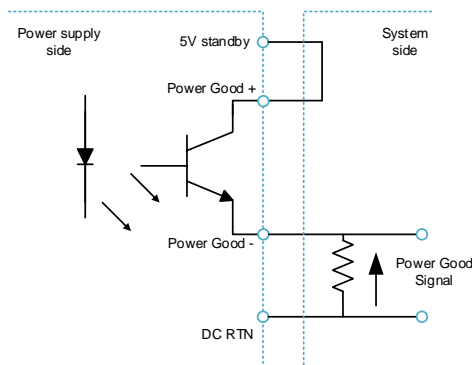 Power supply
side
5V standby
System
side
Power Good +
Power Good -
Power Good
Signal
DC RTN